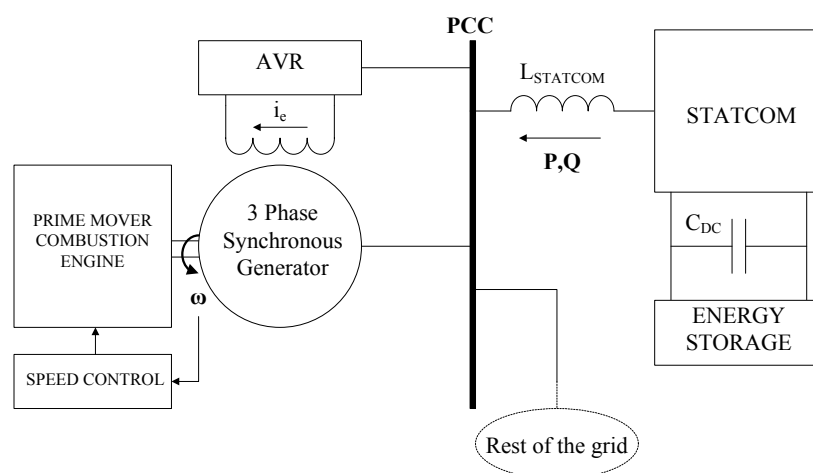 PCC
AVR
i_e
L_STATCOM
STATCOM
P,Q
PRIME MOVER
COMBUSTION
ENGINE
3 Phase
Synchronous
Generator
ω
C_DC
ENERGY
STORAGE
SPEED CONTROL
Rest of the grid